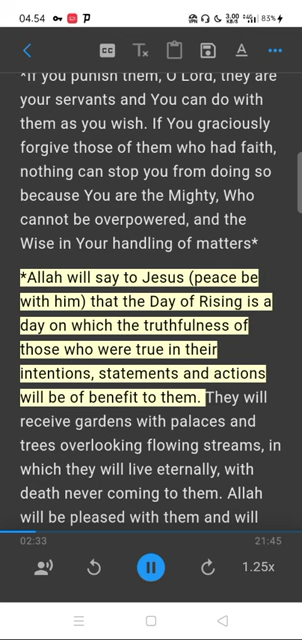 04.54
3,00
KB/S
83%
CC
A
*If you punish them, O Lord, they are
your servants and You can do with
them as you wish. If You graciously
forgive those of them who had faith,
nothing can stop you from doing so
because You are the Mighty, Who
cannot be overpowered, and the
Wise in Your handling of matters*
*Allah will say to Jesus (peace be
with him) that the Day of Rising is a
day on which the truthfulness of
those who were true in their
intentions, statements and actions
will be of benefit to them. They will
receive gardens with palaces and
trees overlooking flowing streams, in
which they will live eternally, with
death never coming to them. Allah
will be pleased with them and will
02:33
21:45
1.25x